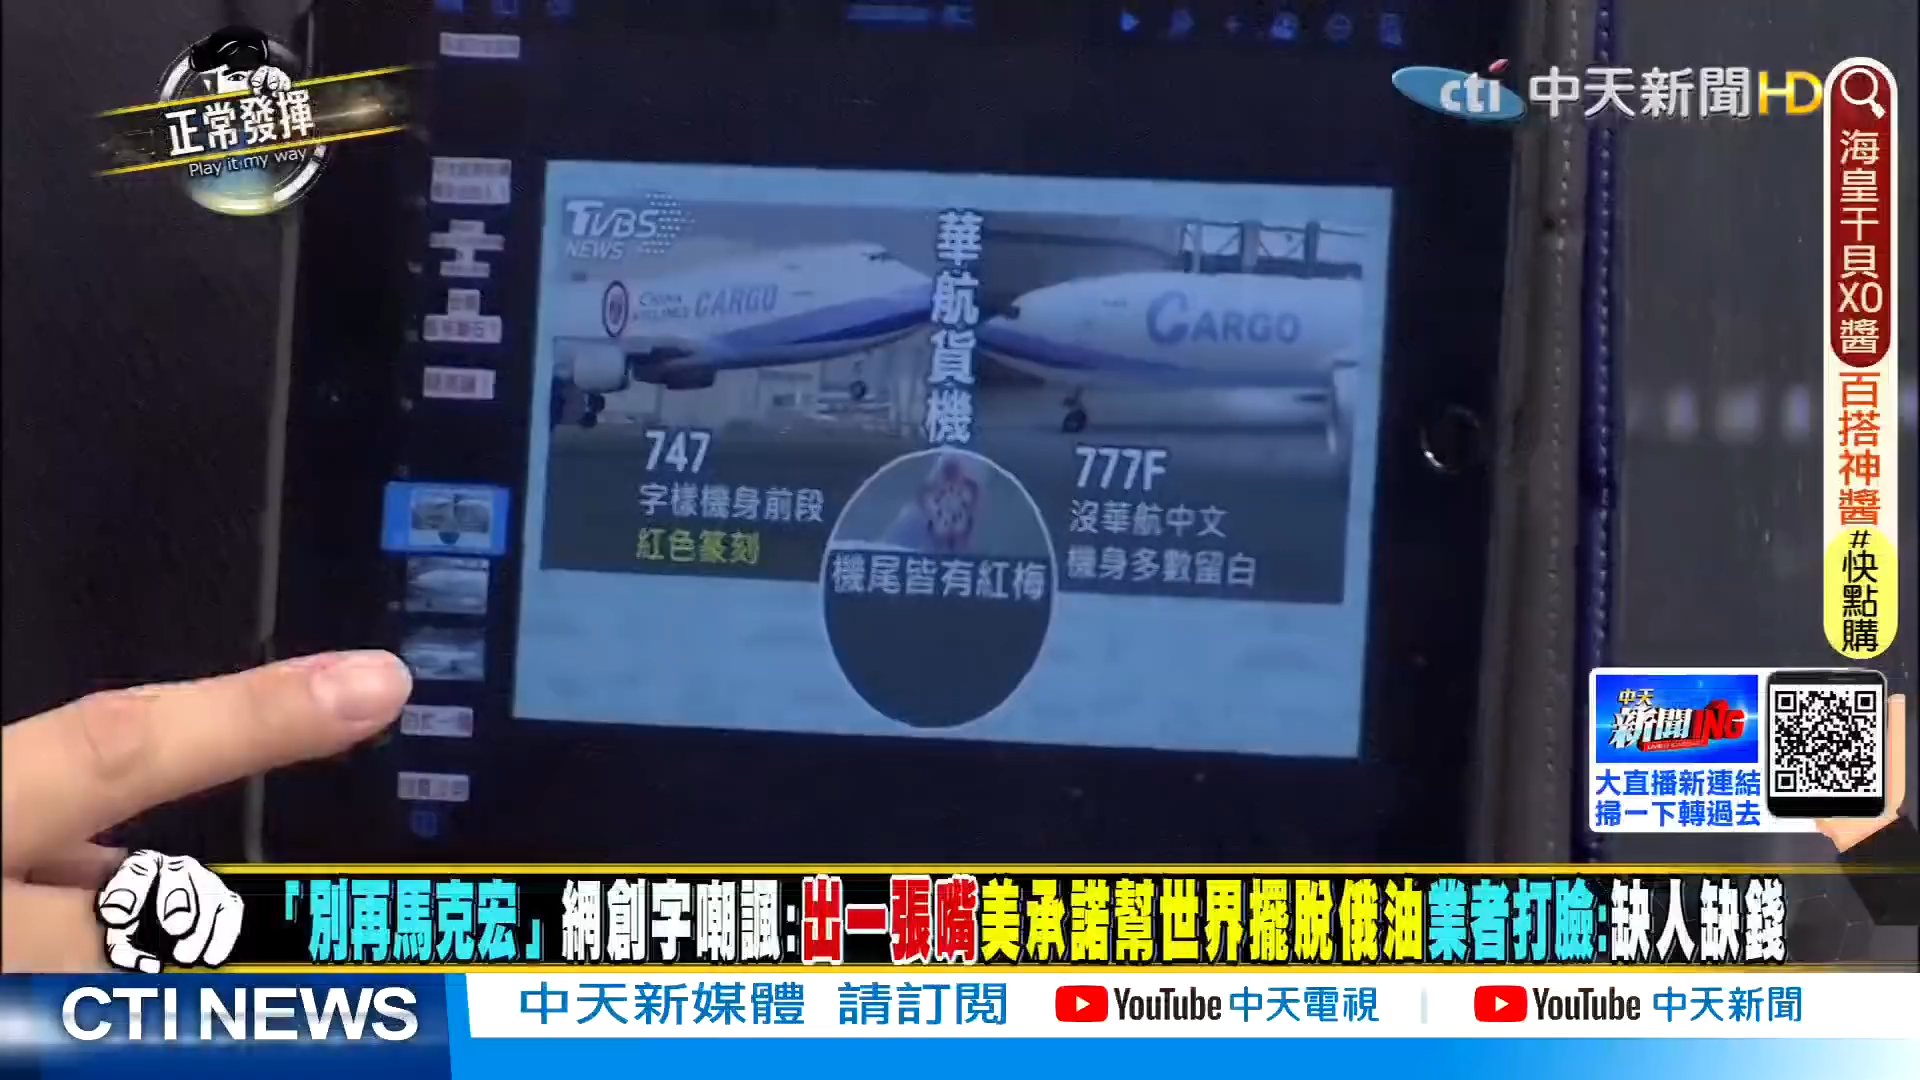 正常發揮
Play it my way
cti 中天新聞HD
海皇干貝XO醬
百搭神醬
#快點購
TVBS
NEWS
華航貨機
CHINA AIRLINES CARGO
CARGO
747
字樣機身前段
紅色篆刻
777F
沒華航中文
機身多數留白
機尾皆有紅梅
中天
新聞ING
大直播新連結
掃一下轉過去
「別再馬克宏」網創字嘲諷:出一張嘴美承諾幫世界擺脫俄油業者打臉:缺人缺錢
CTI NEWS
中天新媒體 請訂閱 YouTube 中天電視 | YouTube 中天新聞